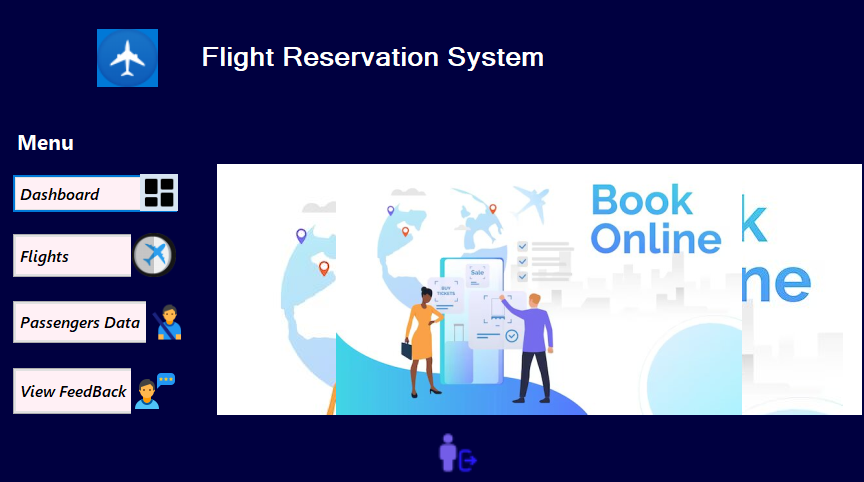 Flight Reservation System
Menu
Dashboard
Flights
Passengers Data
View FeedBack
Book
Online
Sale
BUY
TICKETS
k
ne